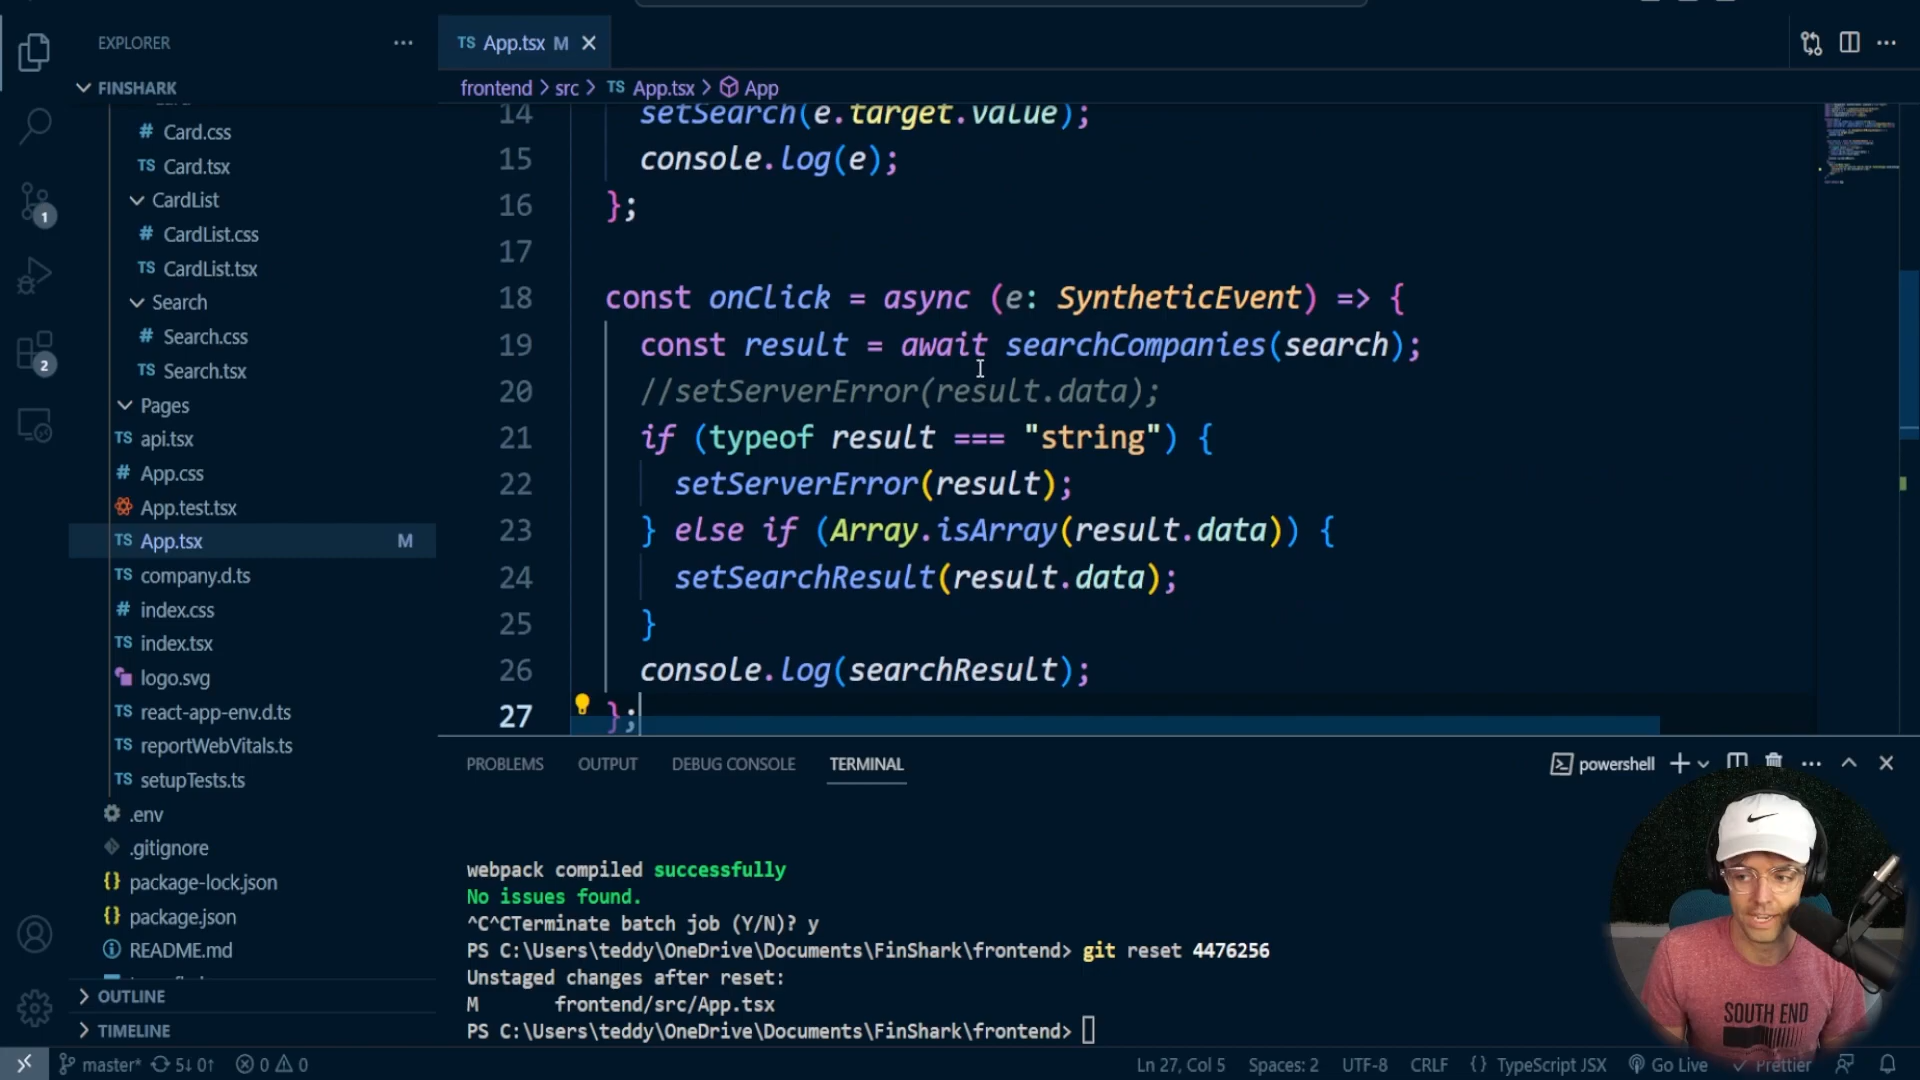 EXPLORER
FINSHARK
# Card.css
TS Card.tsx
CardList
# CardList.css
TS CardList.tsx
Search
# Search.css
TS Search.tsx
Pages
TS api.tsx
# App.css
App.test.tsx
TS App.tsx M
TS company.d.ts
# index.css
TS index.tsx
logo.svg
TS react-app-env.d.ts
TS reportWebVitals.ts
TS setupTests.ts
.env
.gitignore
{} package-lock.json
{} package.json
README.md
OUTLINE
TIMELINE
1
2
TS App.tsx M
frontend > src > TS App.tsx > App
14 setSearch(e.target.value);
15 console.log(e);
16 };
17
18 const onClick = async (e: SyntheticEvent) => {
19 const result = await searchCompanies(search);
20 //setServerError(result.data);
21 if (typeof result === "string") {
22 setServerError(result);
23 } else if (Array.isArray(result.data)) {
24 setSearchResult(result.data);
25 }
26 console.log(searchResult);
27 };
PROBLEMS OUTPUT DEBUG CONSOLE TERMINAL powershell
webpack compiled successfully
No issues found.
^C^CTerminate batch job (Y/N)? y
PS C:\Users\teddy\OneDrive\Documents\FinShark\frontend> git reset 4476256
Unstaged changes after reset:
M frontend/src/App.tsx
PS C:\Users\teddy\OneDrive\Documents\FinShark\frontend>
SOUTH END
master* 5↓ 0↑ 0 0 Ln 27, Col 5 Spaces: 2 UTF-8 CRLF {} TypeScript JSX Go Live Prettier